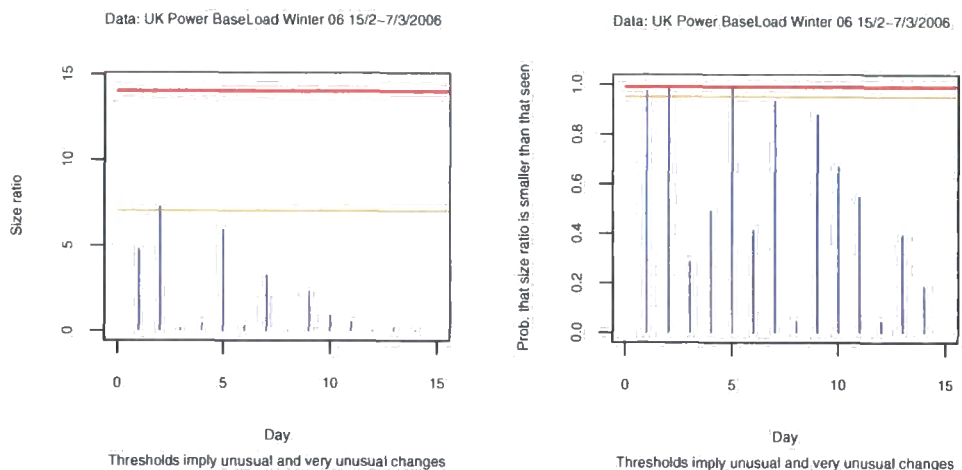 Data: UK Power BaseLoad Winter 06 15/2–7/3/2006
Size ratio
15
10
5
0
0 5 10 15
Day
Thresholds imply unusual and very unusual changes
Data: UK Power BaseLoad Winter 06 15/2–7/3/2006
Prob. that size ratio is smaller than that seen
1.0
0.8
0.6
0.4
0.2
0.0
0 5 10 15
Day
Thresholds imply unusual and very unusual changes